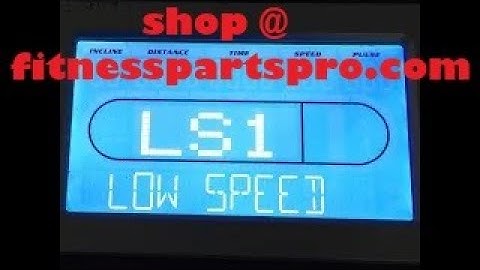 shop @
INCLINE DISTANCE TIME SPEED PULSE
fitnesspartspro.com
LS1
LOW SPEED